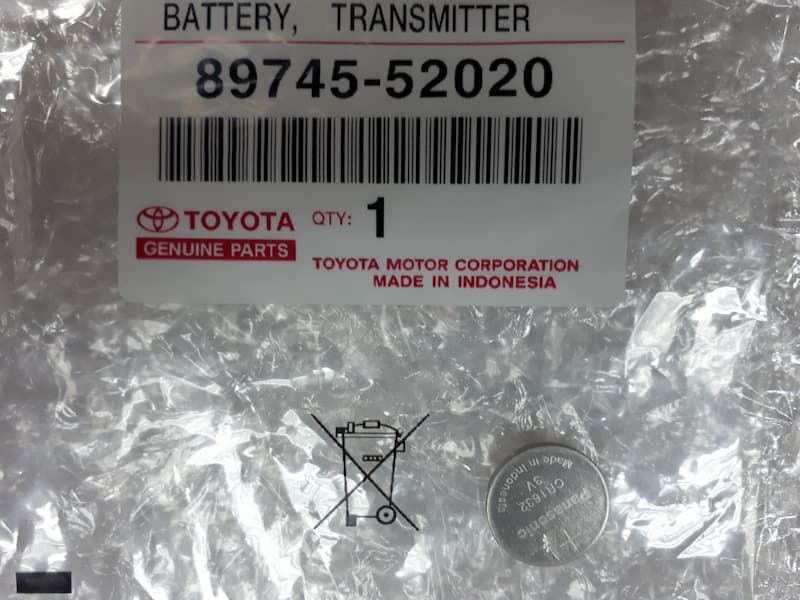 BATTERY, TRANSMITTER
89745-52020
TOYOTA
GENUINE PARTS
QTY: 1
TOYOTA MOTOR CORPORATION
MADE IN INDONESIA
Panasonic
CR1632
3V
Made in Indonesia
+